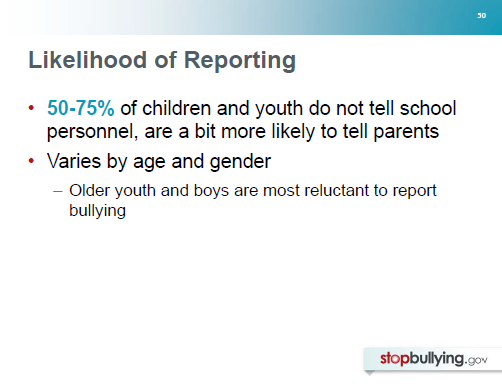 50
Likelihood of Reporting
• 50-75% of children and youth do not tell school
personnel, are a bit more likely to tell parents
• Varies by age and gender
– Older youth and boys are most reluctant to report
bullying
stopbullying.gov